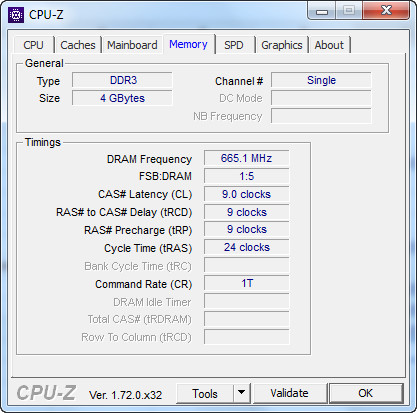 CPU-Z
CPU Caches Mainboard Memory SPD Graphics About
General
Type DDR3 Channel # Single
Size 4 GBytes DC Mode
NB Frequency
Timings
DRAM Frequency 665.1 MHz
FSB:DRAM 1:5
CAS# Latency (CL) 9.0 clocks
RAS# to CAS# Delay (tRCD) 9 clocks
RAS# Precharge (tRP) 9 clocks
Cycle Time (tRAS) 24 clocks
Bank Cycle Time (tRC)
Command Rate (CR) 1T
DRAM Idle Timer
Total CAS# (tRDRAM)
Row To Column (tRCD)
CPU-Z Ver. 1.72.0.x32 Tools Validate OK